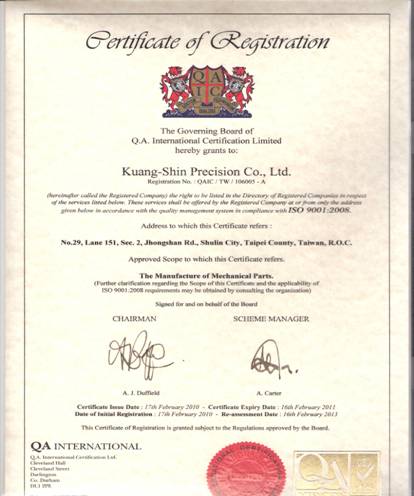 Certificate of Registration
Q A
I C
The Governing Board of
Q.A. International Certification Limited
hereby grants to:
Kuang-Shin Precision Co., Ltd.
Registration No. / QAIC / TW / 106065 - A
(hereinafter called the Registered Company) the right to be listed in the Directory of Registered Companies in respect
of the services listed below. These services shall be offered by the Registered Company at or from only the address
given below in accordance with the quality management system in compliance with ISO 9001:2008.
Address to which this Certificate refers :
No.29, Lane 151, Sec. 2, Jhongshan Rd., Shulin City, Taipei County, Taiwan, R.O.C.
Approved Scope to which this Certificate refers.
The Manufacture of Mechanical Parts.
(Further clarification regarding the Scope of this Certificate and the applicability of
ISO 9001:2008 requirements may be obtained by consulting the organization)
Signed for and on behalf of the Board
CHAIRMAN SCHEME MANAGER
A. J. Duffield A. Carter
Certificate Issue Date : 17th February 2010 - Certificate Expiry Date : 16th February 2011
Date of Initial Registration : 17th February 2010 - Re-assessment Date : 16th February 2013
This Certificate of Registration is granted subject to the Regulations approved by the Board.
QA INTERNATIONAL
Q.A. International Certification Ltd.
Cleveland Hall
Cleveland Street
Darlington
Co. Durham
DL1 2PE
QA